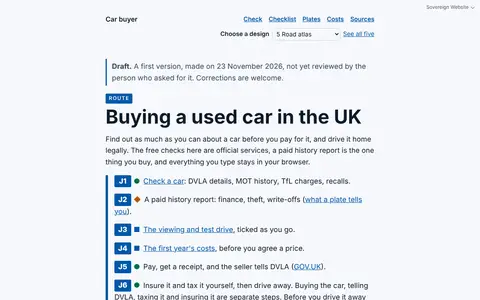 Sovereign Website
Car buyer
Check Checklist Plates Costs Sources
Choose a design 5 Road atlas See all five
Draft. A first version, made on 23 November 2026, not yet reviewed by the
person who asked for it. Corrections are welcome.
ROUTE
Buying a used car in the UK
Find out as much as you can about a car before you pay for it, and drive it home
legally. The free checks here are official services, a paid history report is the one
thing you buy, and everything you type stays in your browser.
J1 Check a car: DVLA details, MOT history, TfL charges, recalls.
J2 A paid history report: finance, theft, write-offs (what a plate tells
you).
J3 The viewing and test drive, ticked as you go.
J4 The first year's costs, before you agree a price.
J5 Pay, get a receipt, and the seller tells DVLA (GOV.UK).
J6 Insure it and tax it yourself, then drive away. Buying the car, telling
DVLA, taxing it and insuring it are separate steps. Before you drive it away